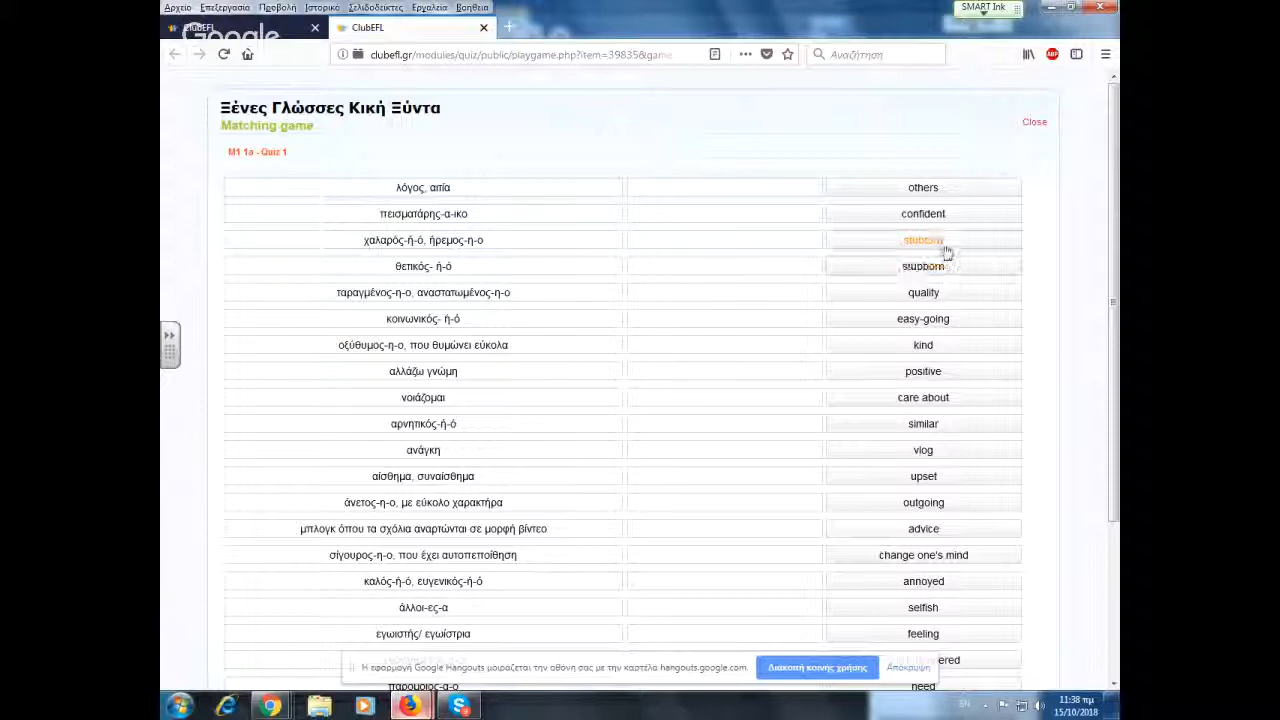 Αρχείο Επεξεργασία Προβολή Ιστορικό Σελιδοδείκτες Εργαλεία Βοήθεια
SMART Ink
Google
ClubEFL
ClubEFL
clubefl.gr/modules/quiz/public/playgame.php?item=39835&game
Αναζήτηση
ABP
Ξένες Γλώσσες Κική Ξύντα
Matching game
Close
M1 1a - Quiz 1
λόγος, αιτία others
πεισματάρης-α-ικο confident
χαλαρός-ή-ό, ήρεμος-η-ο
θετικός- ή-ό
ταραγμένος-η-ο, αναστατωμένος-η-ο quality
κοινωνικός- ή-ό easy-going
οξύθυμος-η-ο, που θυμώνει εύκολα kind
αλλάζω γνώμη positive
νοιάζομαι care about
αρνητικός-ή-ό similar
ανάγκη vlog
αίσθημα, συναίσθημα upset
άνετος-η-ο, με εύκολο χαρακτήρα outgoing
μπλογκ όπου τα σχόλια αναρτώνται σε μορφή βίντεο advice
σίγουρος-η-ο, που έχει αυτοπεποίθηση change one's mind
καλός-ή-ό, ευγενικός-ή-ό annoyed
άλλοι-ες-α selfish
εγωιστής/ εγωίστρια feeling
Η εφαρμογή Google Hangouts μοιράζεται την οθόνη σας με την καρτέλα hangouts.google.com. Διακοπή κοινής χρήσης Απόκρυψη
παρόμοιος-α-ο need
EN
11:38 πμ
15/10/2018